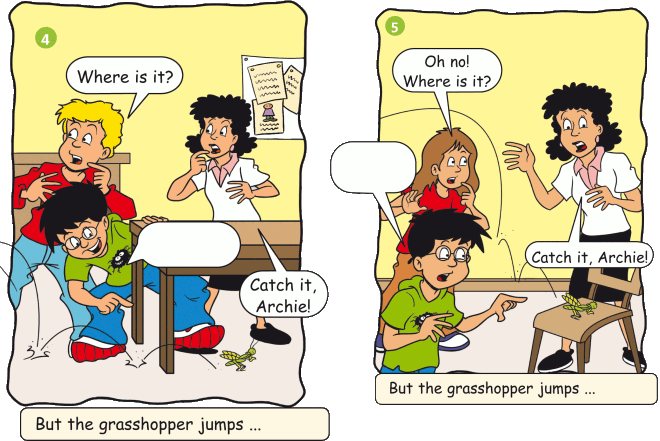 4
Where is it?
Catch it,
Archie!
But the grasshopper jumps ...
5
Oh no!
Where is it?
Catch it, Archie!
But the grasshopper jumps ...